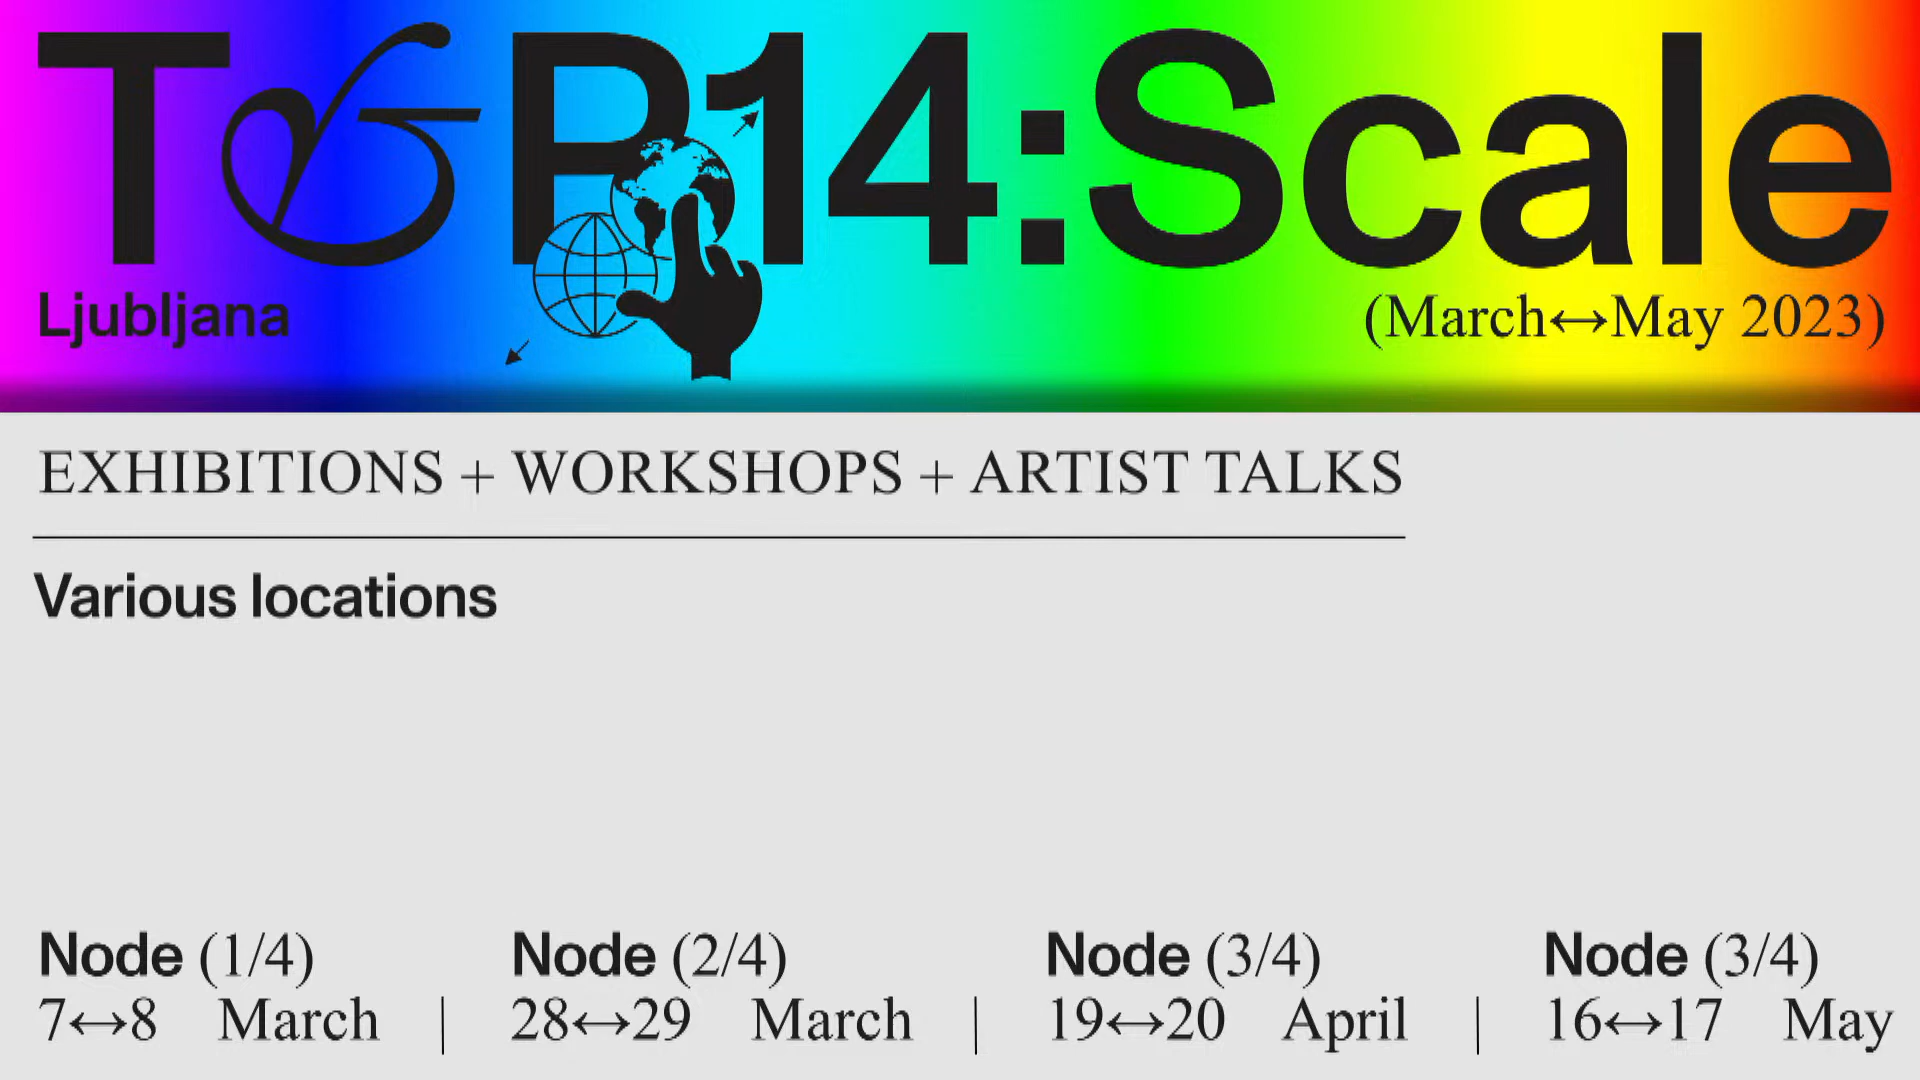 T&P14:Scale
Ljubljana
(March↔May 2023)
EXHIBITIONS + WORKSHOPS + ARTIST TALKS
Various locations
Node (1/4)
7↔8 March |
Node (2/4)
28↔29 March |
Node (3/4)
19↔20 April |
Node (3/4)
16↔17 May